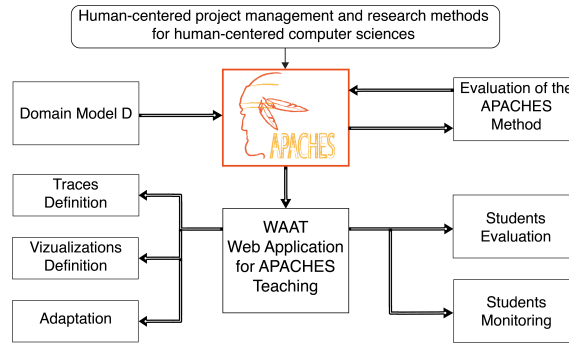 Human-centered project management and research methods
for human-centered computer sciences
Domain Model D
APACHES
Evaluation of the
APACHES
Method
Traces
Definition
Vizualizations
Definition
Adaptation
WAAT
Web Application
for APACHES
Teaching
Students
Evaluation
Students
Monitoring